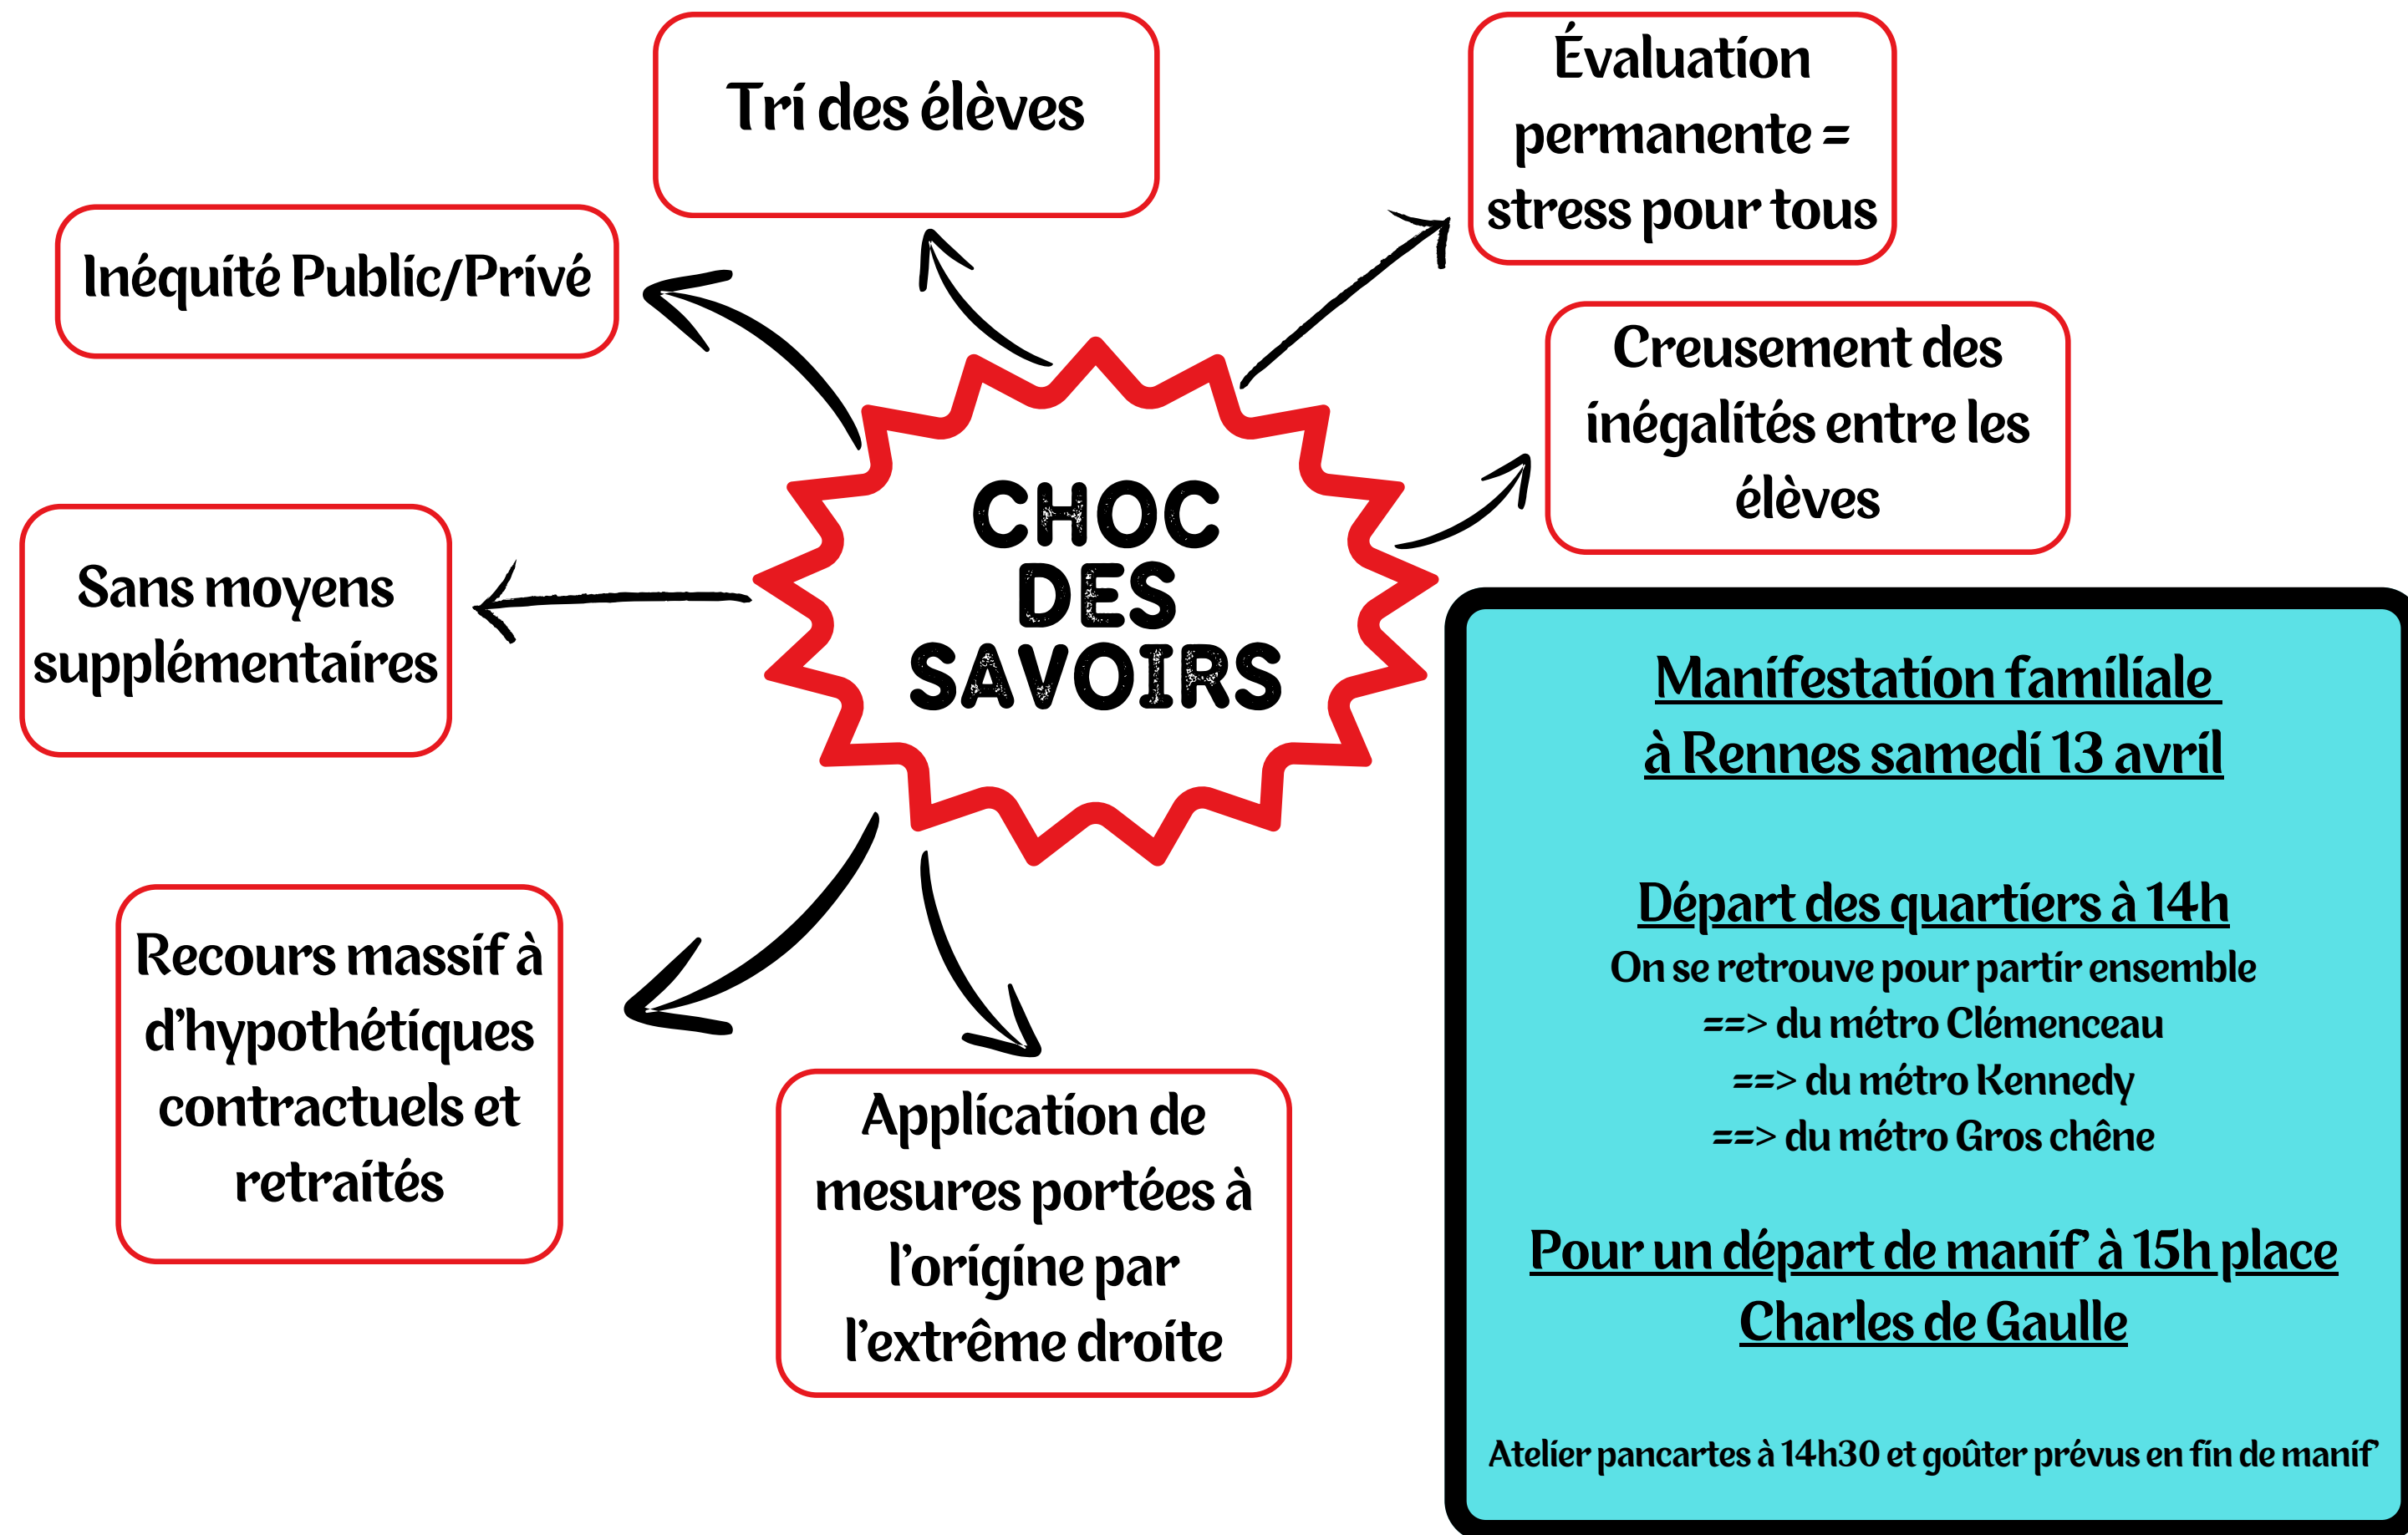 Tri des élèves
Évaluation
permanente =
stress pour tous
Inéquité Public/Privé
Creusement des
inégalités entre les
élèves
CHOC
DES
SAVOIRS
Sans moyens
supplémentaires
Recours massif à
d'hypothétiques
contractuels et
retraités
Application de
mesures portées à
l'origine par
l'extrême droite
Manifestation familiale
à Rennes samedi 13 avril
Départ des quartiers à 14h
On se retrouve pour partir ensemble
==> du métro Clémenceau
==> du métro Kennedy
==> du métro Gros chêne
Pour un départ de manif' à 15h place
Charles de Gaulle
Atelier pancartes à 14h30 et goûter prévus en fin de manif'